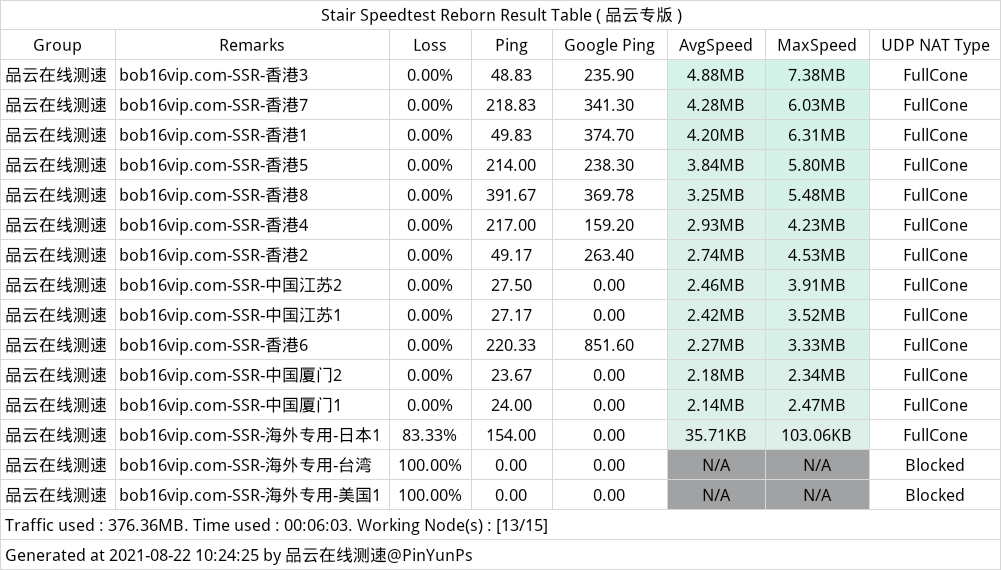 Stair Speedtest Reborn Result Table ( 品云专版 )
Group Remarks Loss Ping Google Ping AvgSpeed MaxSpeed UDP NAT Type
品云在线测速 bob16vip.com-SSR-香港3 0.00% 48.83 235.90 4.88MB 7.38MB FullCone
品云在线测速 bob16vip.com-SSR-香港7 0.00% 218.83 341.30 4.28MB 6.03MB FullCone
品云在线测速 bob16vip.com-SSR-香港1 0.00% 49.83 374.70 4.20MB 6.31MB FullCone
品云在线测速 bob16vip.com-SSR-香港5 0.00% 214.00 238.30 3.84MB 5.80MB FullCone
品云在线测速 bob16vip.com-SSR-香港8 0.00% 391.67 369.78 3.25MB 5.48MB FullCone
品云在线测速 bob16vip.com-SSR-香港4 0.00% 217.00 159.20 2.93MB 4.23MB FullCone
品云在线测速 bob16vip.com-SSR-香港2 0.00% 49.17 263.40 2.74MB 4.53MB FullCone
品云在线测速 bob16vip.com-SSR-中国江苏2 0.00% 27.50 0.00 2.46MB 3.91MB FullCone
品云在线测速 bob16vip.com-SSR-中国江苏1 0.00% 27.17 0.00 2.42MB 3.52MB FullCone
品云在线测速 bob16vip.com-SSR-香港6 0.00% 220.33 851.60 2.27MB 3.33MB FullCone
品云在线测速 bob16vip.com-SSR-中国厦门2 0.00% 23.67 0.00 2.18MB 2.34MB FullCone
品云在线测速 bob16vip.com-SSR-中国厦门1 0.00% 24.00 0.00 2.14MB 2.47MB FullCone
品云在线测速 bob16vip.com-SSR-海外专用-日本1 83.33% 154.00 0.00 35.71KB 103.06KB FullCone
品云在线测速 bob16vip.com-SSR-海外专用-台湾 100.00% 0.00 0.00 N/A N/A Blocked
品云在线测速 bob16vip.com-SSR-海外专用-美国1 100.00% 0.00 0.00 N/A N/A Blocked
Traffic used : 376.36MB. Time used : 00:06:03. Working Node(s) : [13/15]
Generated at 2021-08-22 10:24:25 by 品云在线测速@PinYunPs